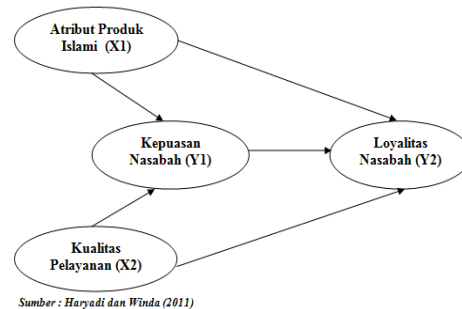 Atribut Produk
Islami (X1)
Kepuasan
Nasabah (Y1)
Loyalitas
Nasabah (Y2)
Kualitas
Pelayanan (X2)
Sumber : Haryadi dan Winda (2011)